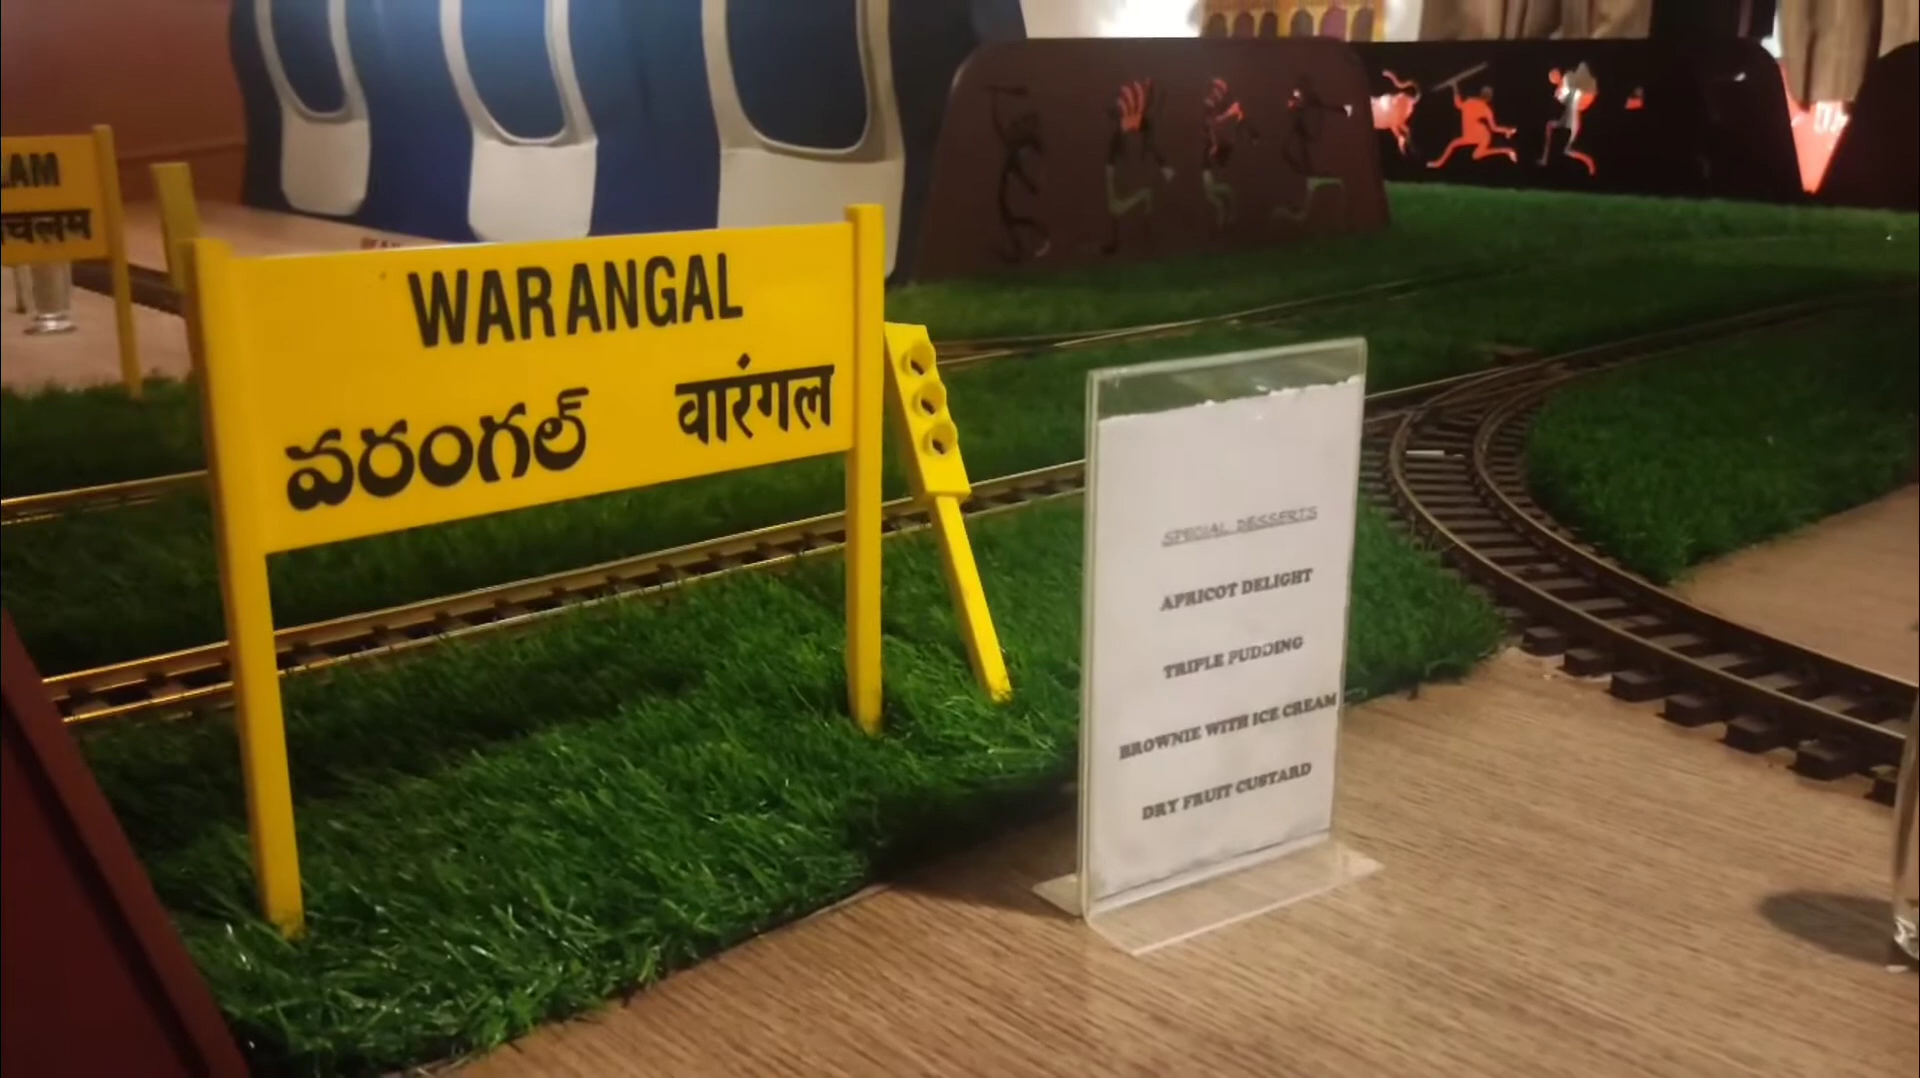 LAM
चलम
WARANGAL
వరంగల్ वारंगल
SPECIAL DESSERTS
APRICOT DELIGHT
TRIPLE PUDDING
BROWNIE WITH ICE CREAM
DRY FRUIT CUSTARD